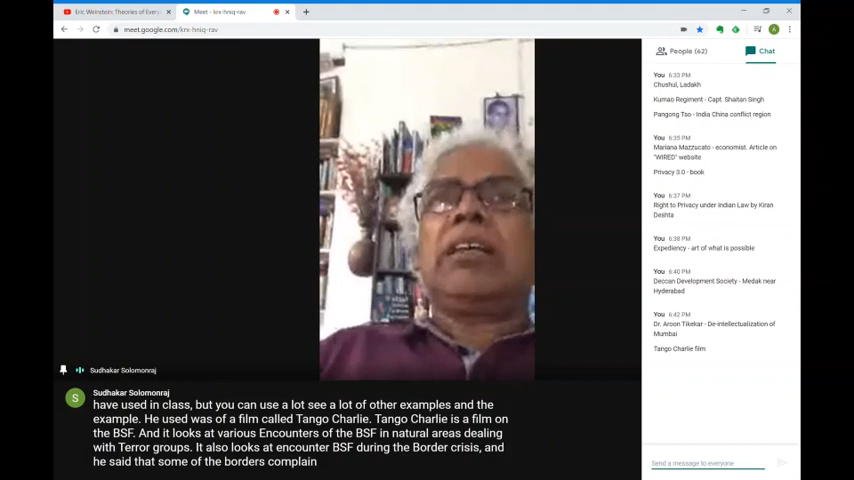 Eric Weinstein: Theories of Every
Meet - krx-hniq-rav
meet.google.com/krx-hniq-rav
A
People (62)
Chat
You 6:33 PM
Chushul, Ladakh
Kumao Regiment - Capt. Shaitan Singh
Pangong Tso - India China conflict region
You 6:35 PM
Mariana Mazzucato - economist. Article on
"WIRED" website
Privacy 3.0 - book
You 6:37 PM
Right to Privacy under Indian Law by Kiran
Deshta
You 6:38 PM
Expediency - art of what is possible
You 6:40 PM
Deccan Development Society - Medak near
Hyderabad
You 6:42 PM
Dr. Aroon Tikekar - De-intellectualization of
Mumbai
Tango Charlie film
Send a message to everyone
Sudhakar Solomonraj
S
Sudhakar Solomonraj
have used in class, but you can use a lot see a lot of other examples and the
example. He used was of a film called Tango Charlie. Tango Charlie is a film on
the BSF. And it looks at various Encounters of the BSF in natural areas dealing
with Terror groups. It also looks at encounter BSF during the Border crisis, and
he said that some of the borders complain